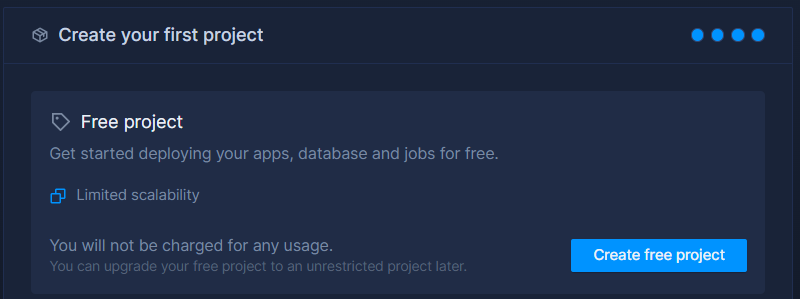 Create your first project
Free project
Get started deploying your apps, database and jobs for free.
Limited scalability
You will not be charged for any usage.
You can upgrade your free project to an unrestricted project later.
Create free project